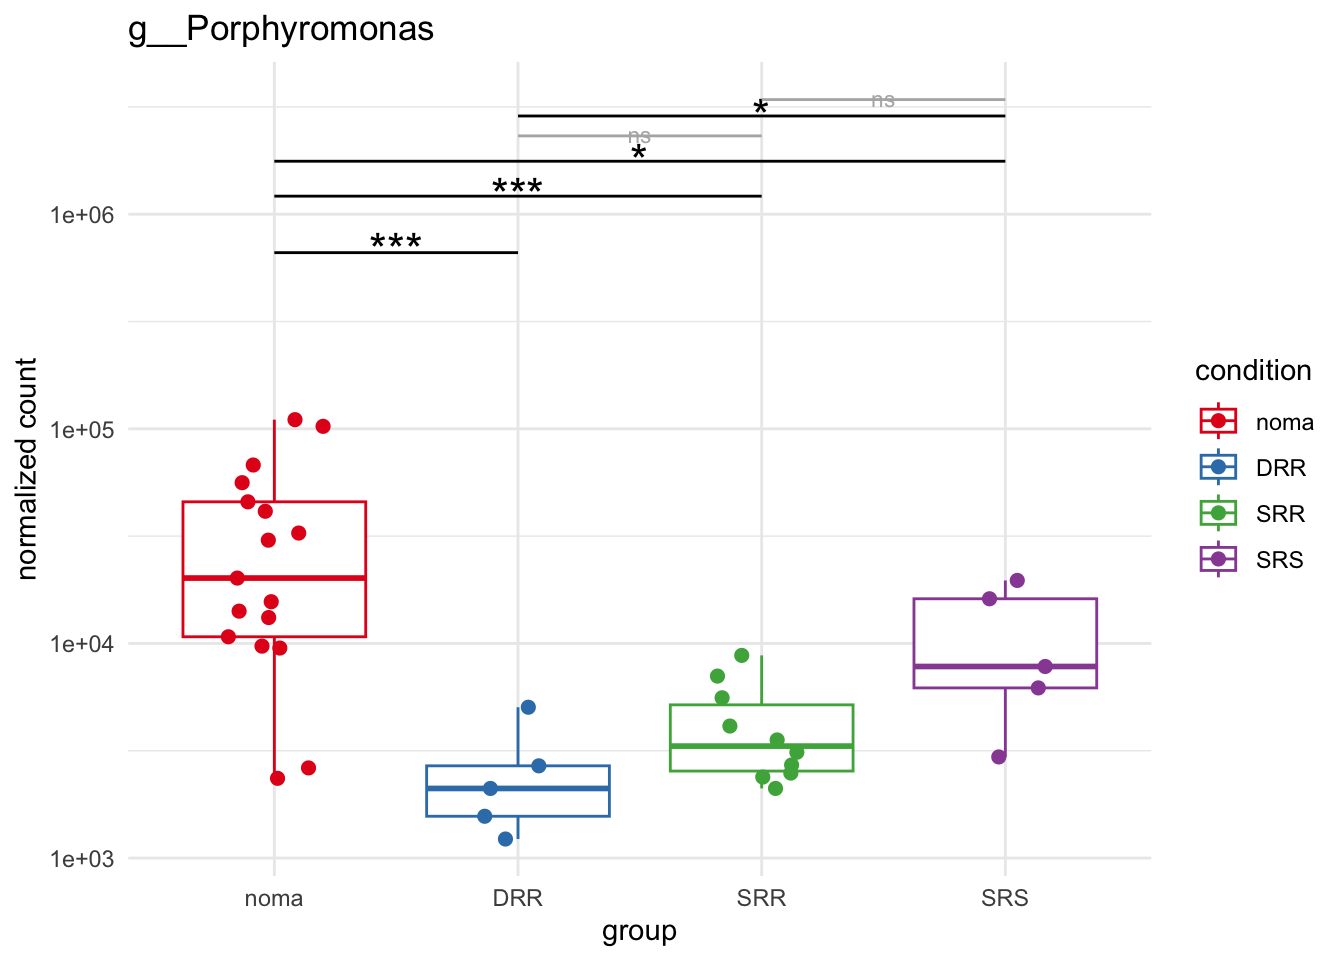 g__Porphyromonas
ns
*
ns
*
***
***
1e+06
1e+05
1e+04
1e+03
normalized count
noma
DRR
SRR
SRS
group
condition
noma
DRR
SRR
SRS